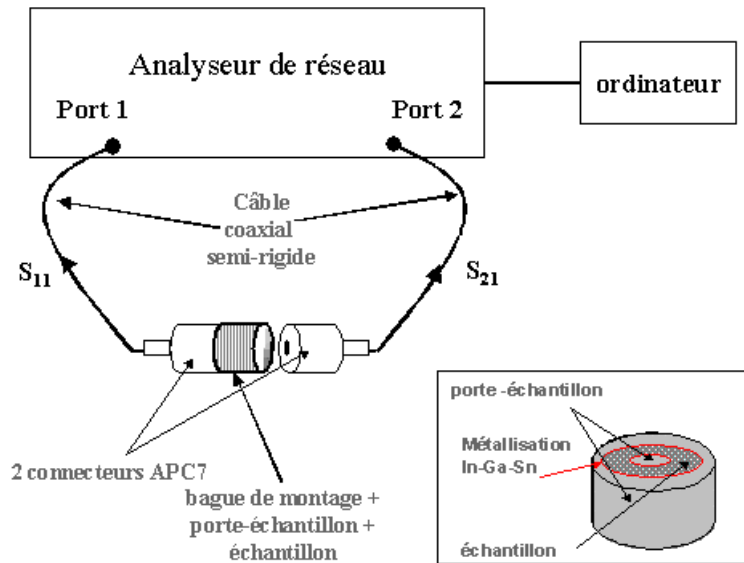 Analyseur de réseau
Port 1
Port 2
ordinateur
Câble
coaxial
semi-rigide
S11
S21
2 connecteurs APC7
bague de montage +
porte-échantillon +
échantillon
porte -échantillon
Métallisation
In-Ga-Sn
échantillon